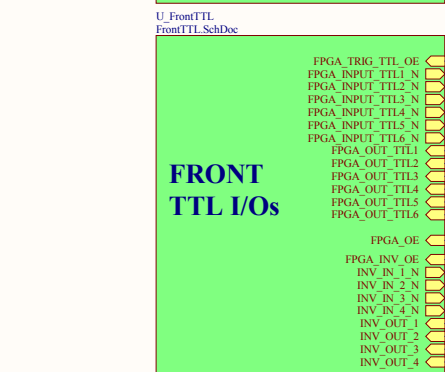 U_FrontTTL
FrontTTL.SchDoc
FPGA_TRIG_TTL_OE
FPGA_INPUT_TTL1_N
FPGA_INPUT_TTL2_N
FPGA_INPUT_TTL3_N
FPGA_INPUT_TTL4_N
FPGA_INPUT_TTL5_N
FPGA_INPUT_TTL6_N
FPGA_OUT_TTL1
FPGA_OUT_TTL2
FPGA_OUT_TTL3
FPGA_OUT_TTL4
FPGA_OUT_TTL5
FPGA_OUT_TTL6
FRONT
TTL I/Os
FPGA_OE
FPGA_INV_OE
INV_IN_1_N
INV_IN_2_N
INV_IN_3_N
INV_IN_4_N
INV_OUT_1
INV_OUT_2
INV_OUT_3
INV_OUT_4